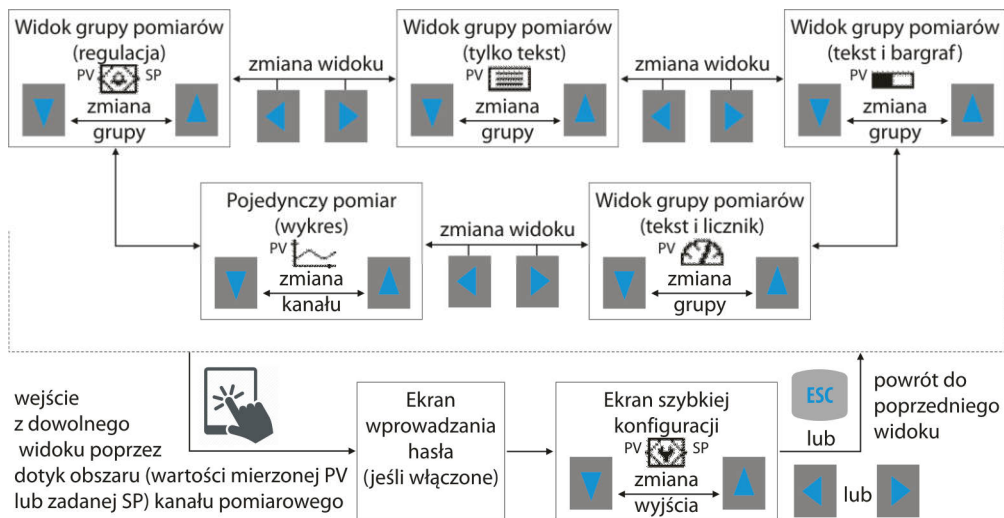 Widok grupy pomiarów
(regulacja)
PV
SP
zmiana
grupy
zmiana widoku
Widok grupy pomiarów
(tylko tekst)
PV
zmiana
grupy
zmiana widoku
Widok grupy pomiarów
(tekst i bargraf)
PV
zmiana
grupy
Pojedynczy pomiar
(wykres)
PV
zmiana
kanału
zmiana widoku
Widok grupy pomiarów
(tekst i licznik)
PV
zmiana
grupy
wejście
z dowolnego
widoku poprzez
dotyk obszaru (wartości mierzonej PV
lub zadanej SP) kanału pomiarowego
Ekran
wprowadzania
hasła
(jeśli włączone)
Ekran szybkiej
konfiguracji
PV
SP
zmiana
wyjścia
ESC
lub
lub
powrót do
poprzedniego
widoku